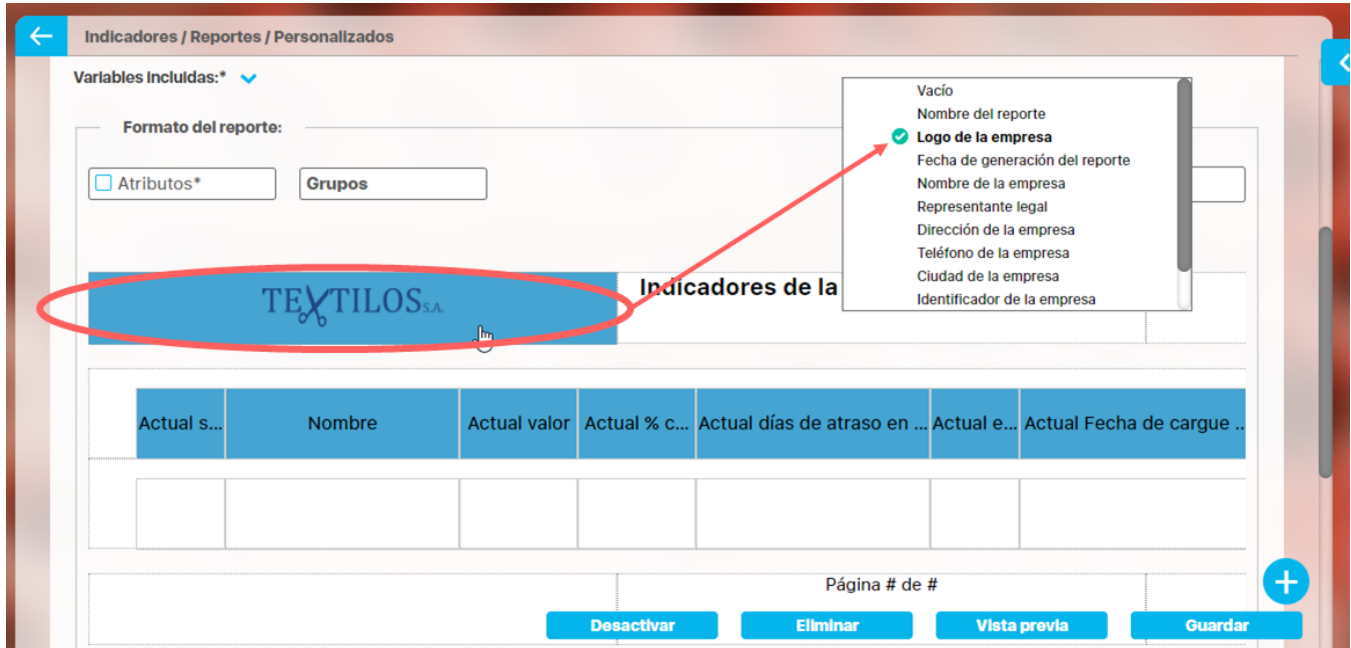 Indicadores / Reportes / Personalizados
Variables incluidas:*
Formato del reporte:
Atributos*
Grupos
Vacío
Nombre del reporte
Logo de la empresa
Fecha de generación del reporte
Nombre de la empresa
Representante legal
Dirección de la empresa
Teléfono de la empresa
Ciudad de la empresa
Identificador de la empresa
TEXTILOS S.A.
Indicadores de la
Actual s... Nombre Actual valor Actual % c... Actual días de atraso en ... Actual e... Actual Fecha de cargue ..
Página # de #
Desactivar Eliminar Vista previa Guardar